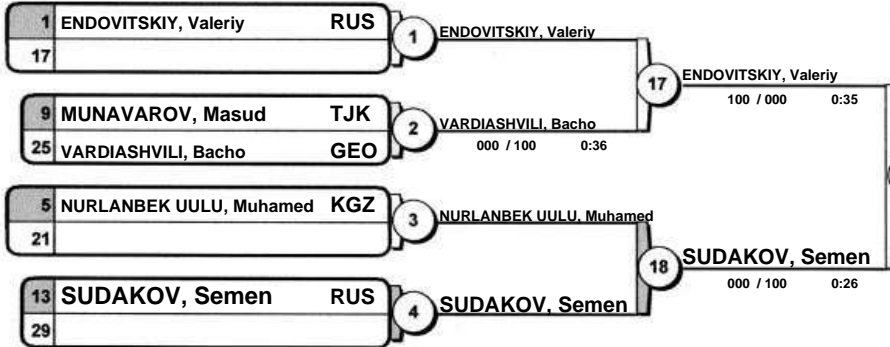 1 ENDOVITSKIY, Valeriy RUS
17
1
ENDOVITSKIY, Valeriy
9 MUNAVAROV, Masud TJK
25 VARDIASHVILI, Bacho GEO
2
VARDIASHVILI, Bacho
000 / 100 0:36
17
ENDOVITSKIY, Valeriy
100 / 000 0:35
5 NURLANBEK UULU, Muhamed KGZ
21
3
NURLANBEK UULU, Muhamed
13 SUDAKOV, Semen RUS
29
4
SUDAKOV, Semen
18
SUDAKOV, Semen
000 / 100 0:26